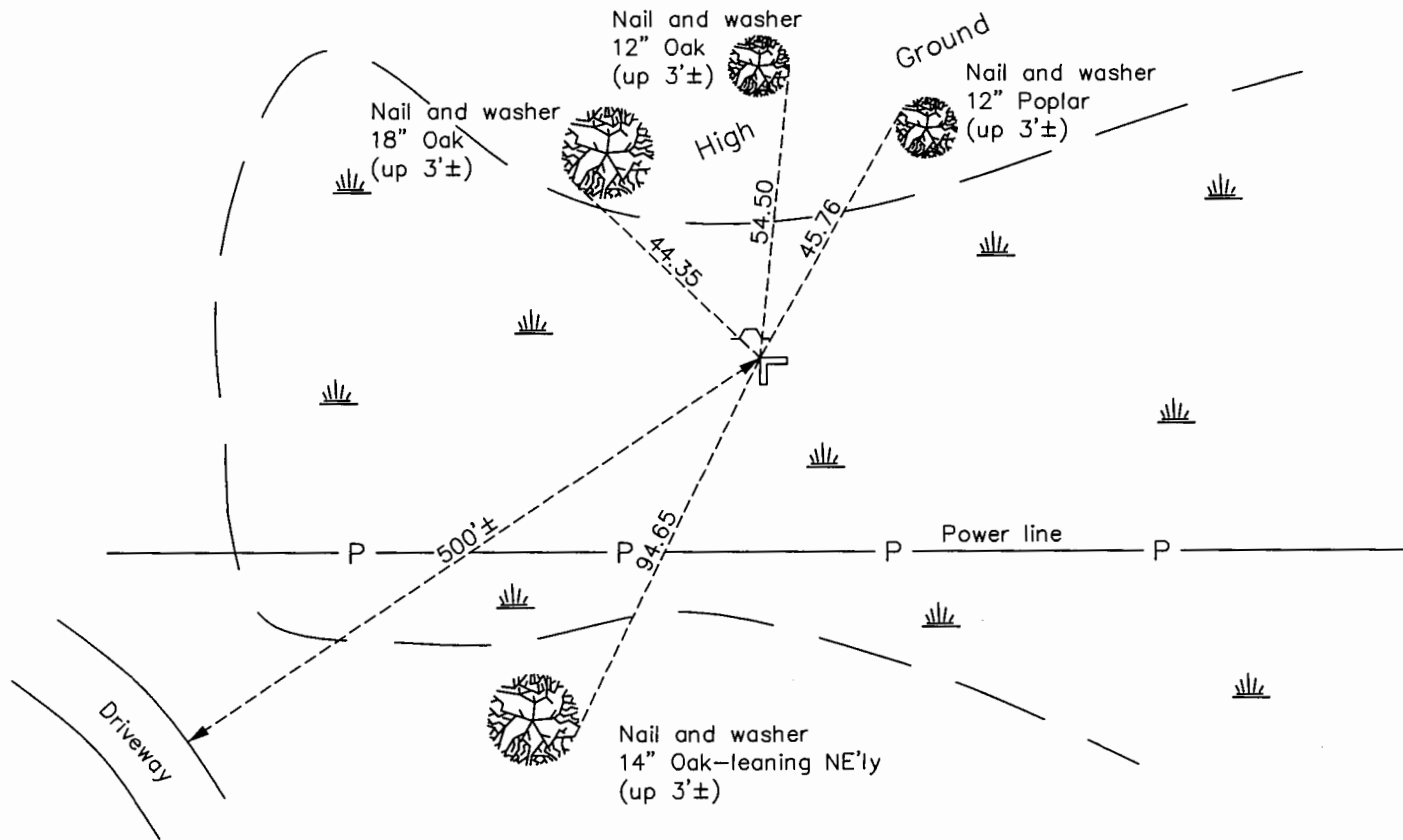 Nail and washer
12" Oak
(up 3'±)
Ground
Nail and washer
12" Poplar
(up 3'±)
Nail and washer
18" Oak
(up 3'±)
High
54.50
45.76
44.35
500'±
94.65
P
P
P
P
Power line
Driveway
Nail and washer
14" Oak-leaning NE'ly
(up 3'±)